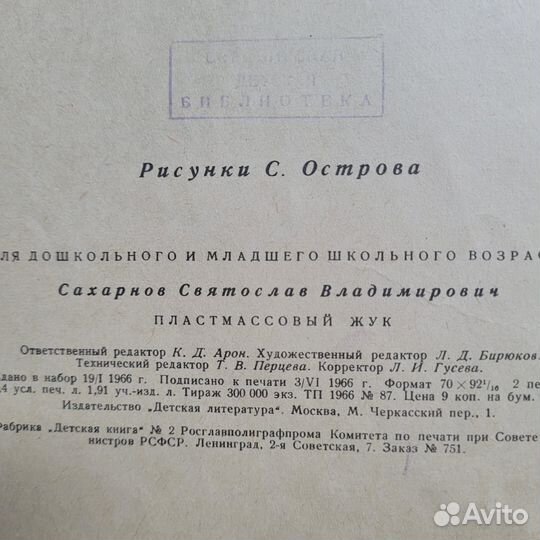 БИБЛИОТЕКА
Рисунки С. Острова
ДЛЯ ДОШКОЛЬНОГО И МЛАДШЕГО ШКОЛЬНОГО ВОЗРАС
Сахарнов Святослав Владимирович
ПЛАСТМАССОВЫЙ ЖУК
Ответственный редактор К. Д. Арон. Художественный редактор Л. Д. Бирюков
Технический редактор Т. В. Перцева. Корректор Л. И. Гусева.
Сдано в набор 19/I 1966 г. Подписано к печати 3/VI 1966 г. Формат 70×92¹/₁₆ 2 пе
,4 усл. печ. л. 1,91 уч.-изд. л. Тираж 300 000 экз. ТП 1966 № 87. Цена 9 коп. на бум.
Издательство „Детская литература“. Москва, М. Черкасский пер., 1.
Фабрика „Детская книга“ № 2 Росглавполиграфпрома Комитета по печати при Совете
нистров РСФСР. Ленинград, 2-я Советская, 7. Заказ № 751.
Avito